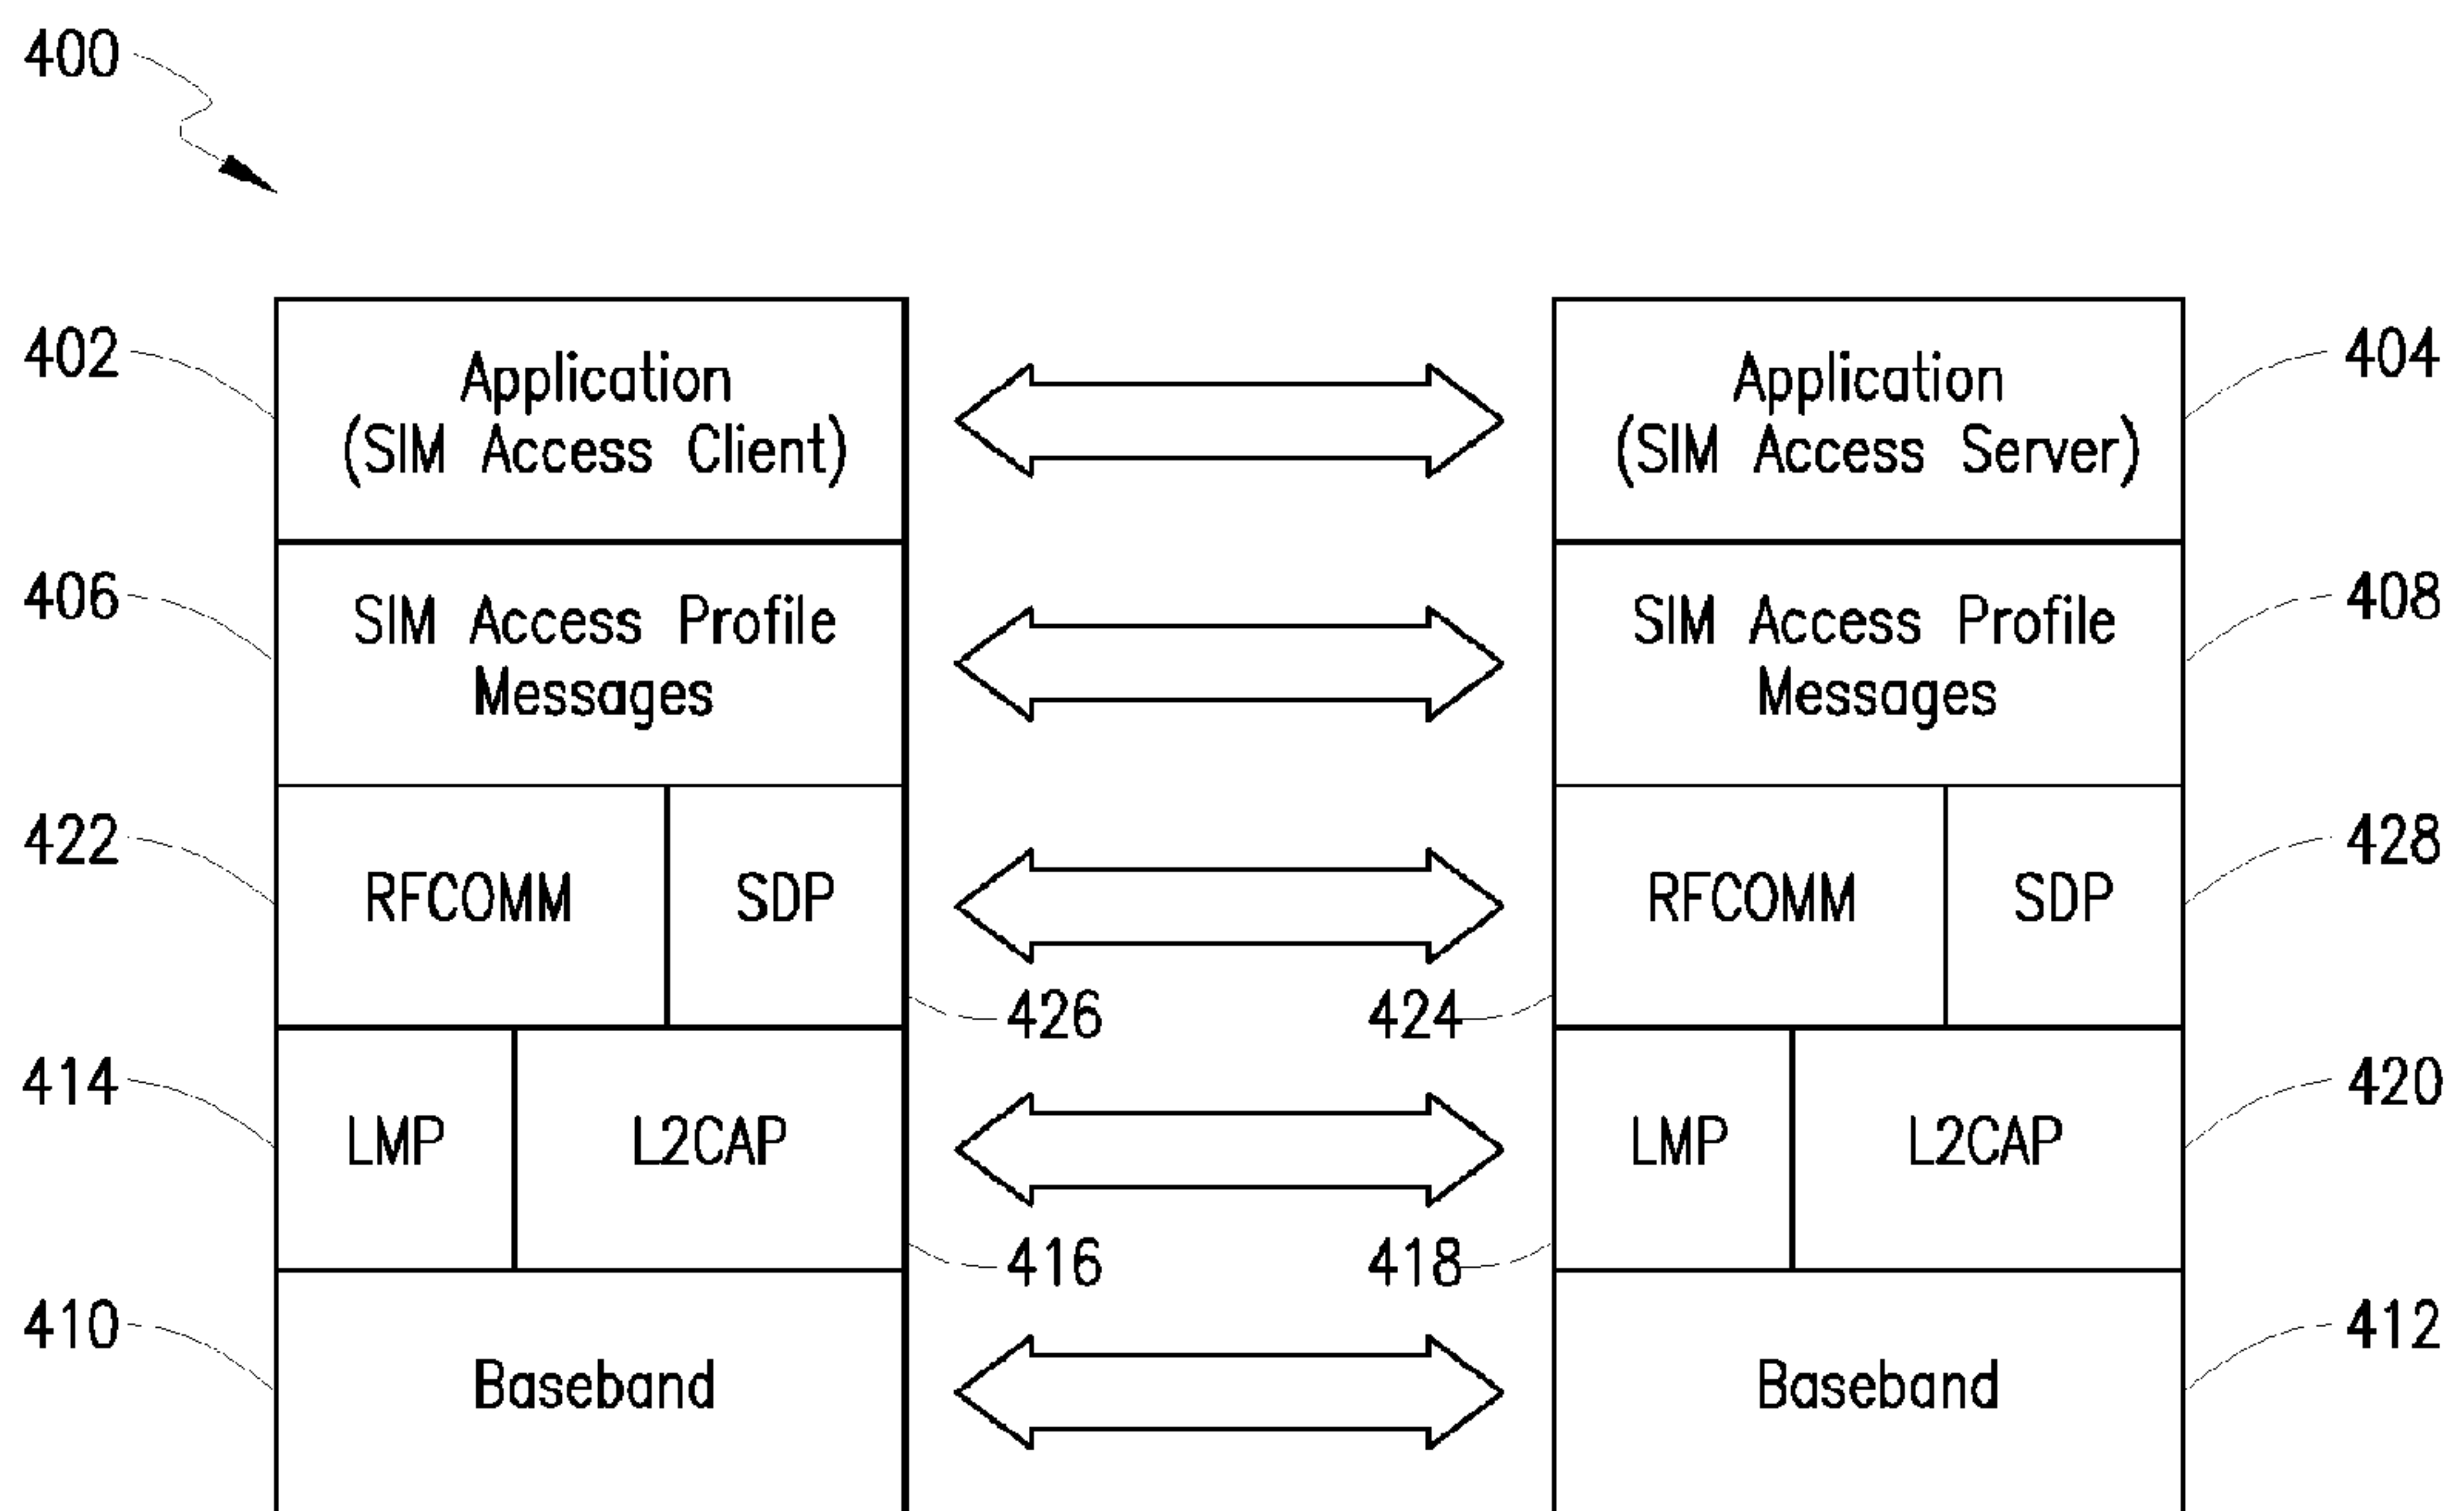 400
402
Application
(SIM Access Client)
Application
(SIM Access Server)
404
406
SIM Access Profile
Messages
SIM Access Profile
Messages
408
422
RFCOMM
SDP
RFCOMM
SDP
428
426
424
414
LMP
L2CAP
LMP
L2CAP
420
416
418
410
Baseband
Baseband
412